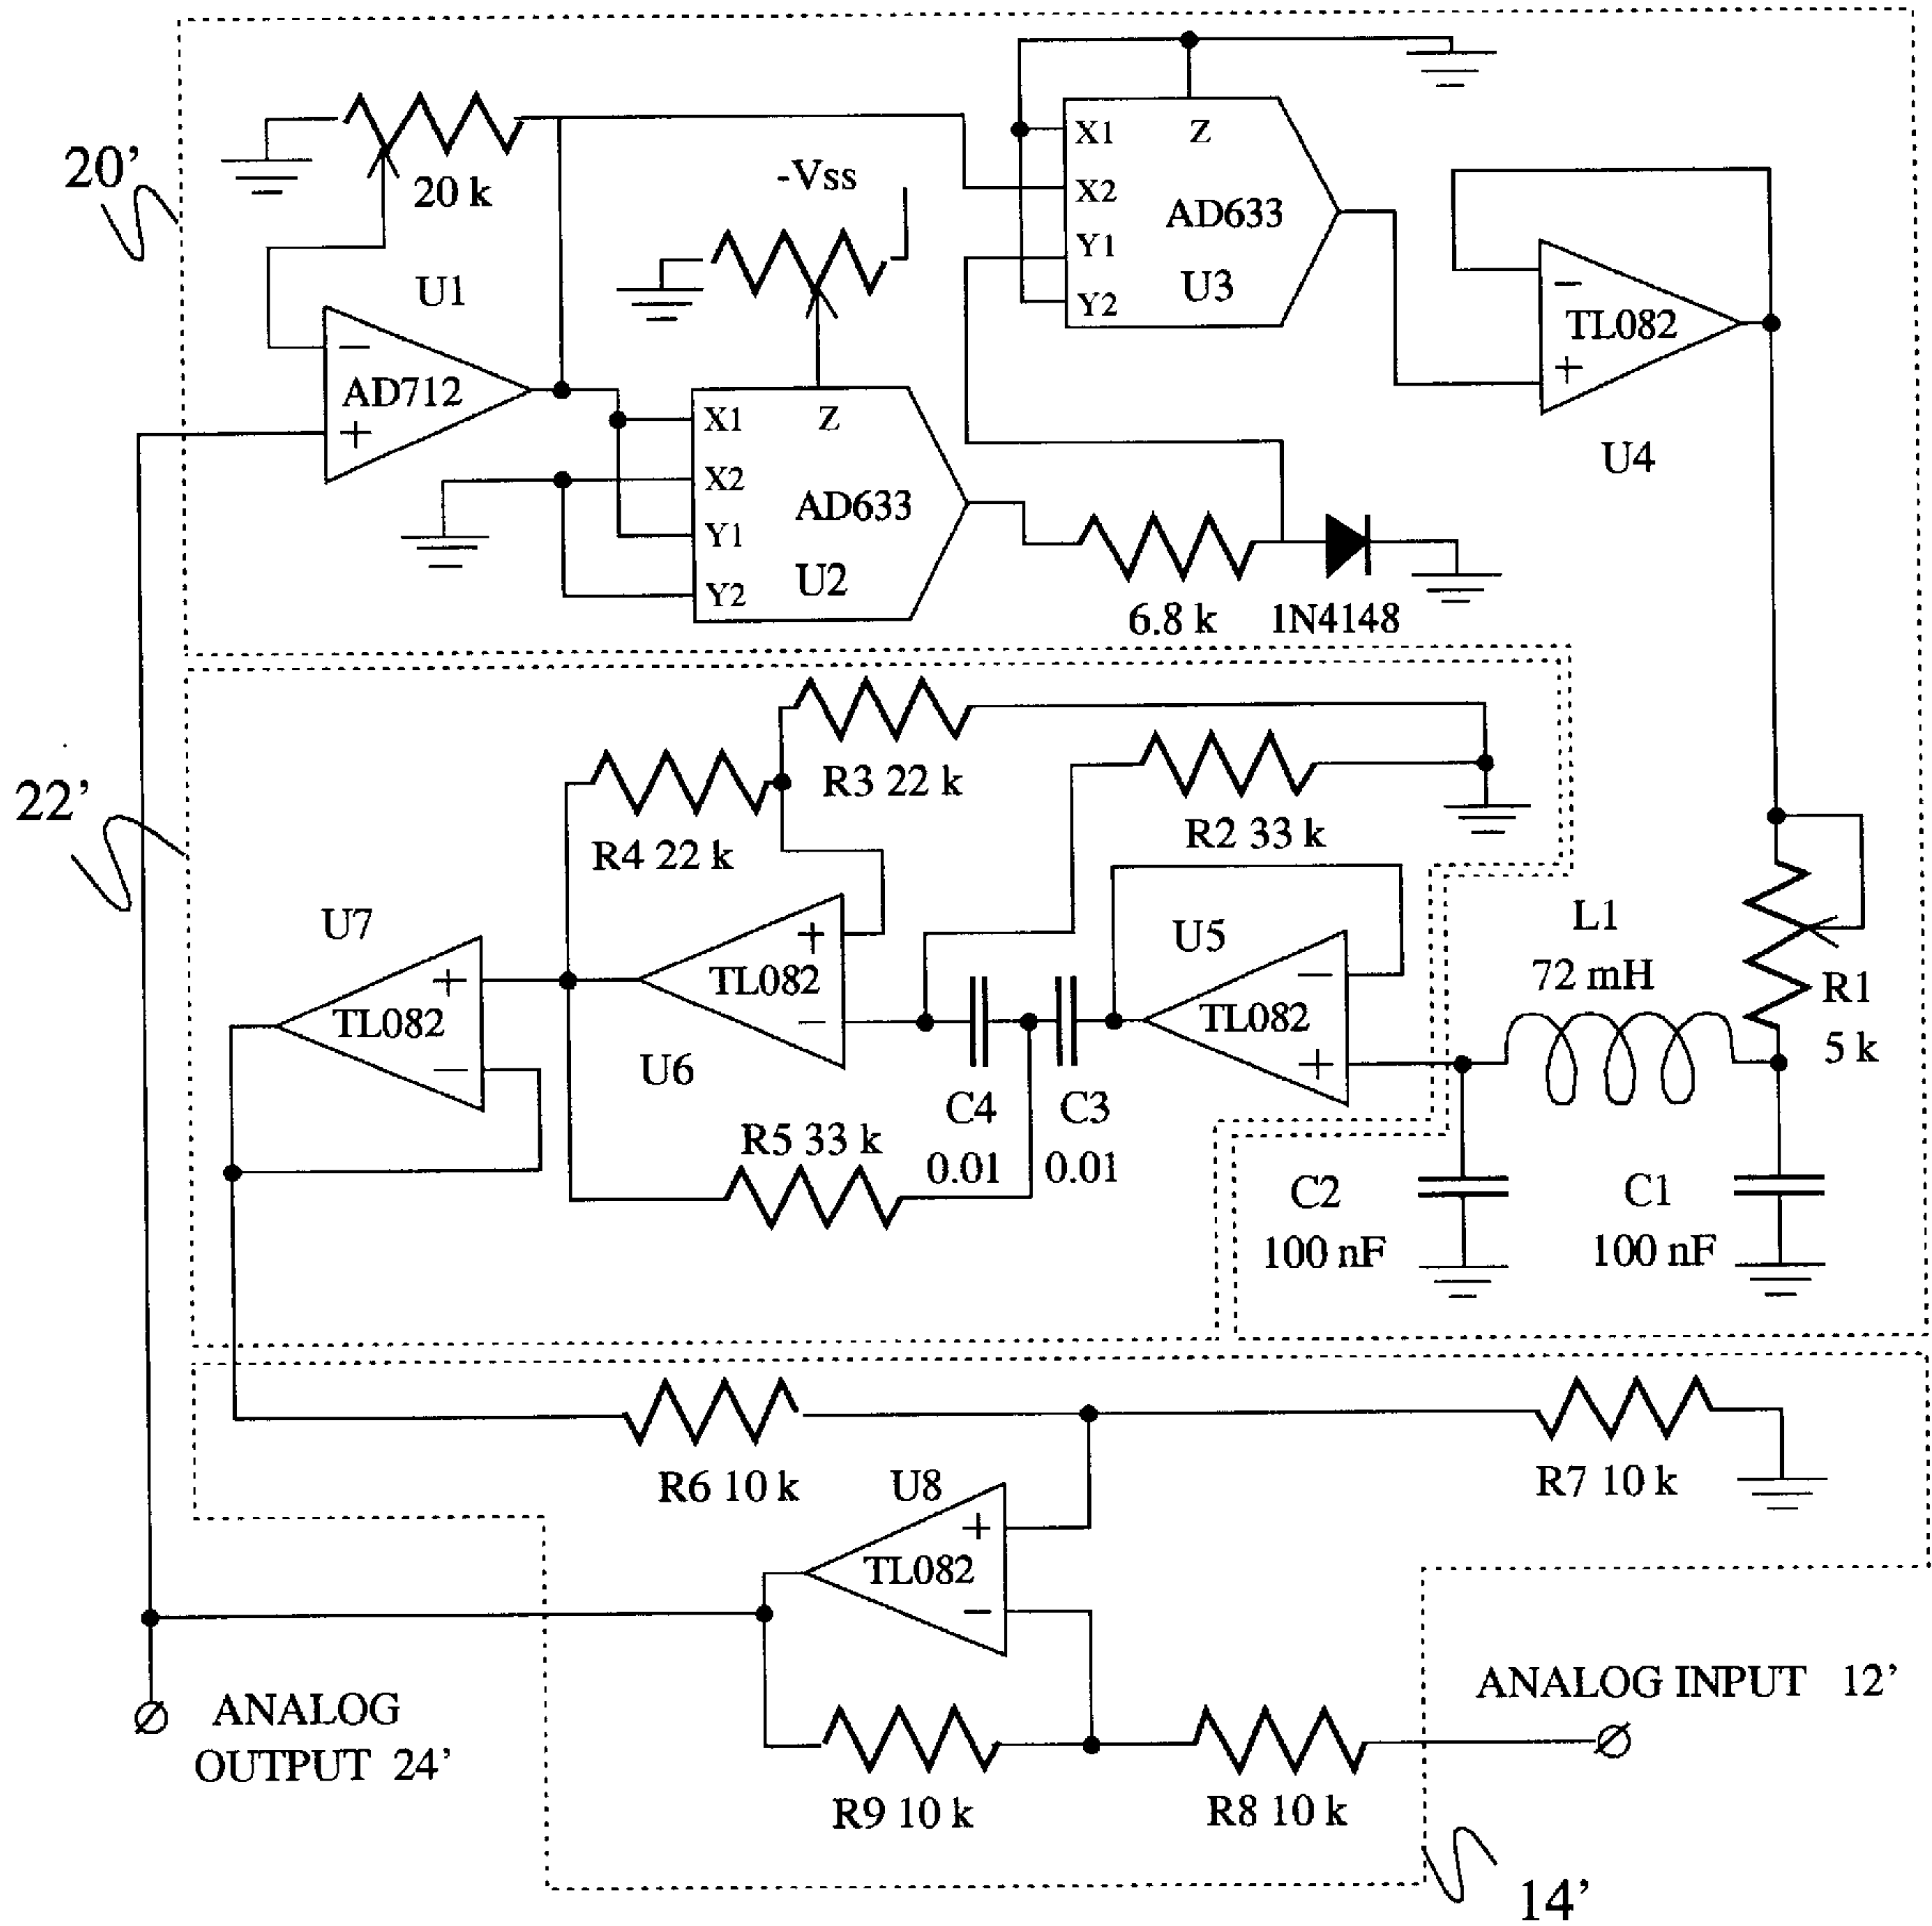 20'
20 k
-Vss
X1
Z
X2
AD633
Y1
U3
Y2
U1
−
AD712
+
−
TL082
+
U4
X1
Z
X2
AD633
Y1
U2
Y2
6.8 k
1N4148
22'
R3 22 k
R4 22 k
R2 33 k
U7
+
TL082
−
+
TL082
−
U6
U5
−
TL082
+
C4
0.01
C3
0.01
R5 33 k
L1
72 mH
R1
5 k
C2
100 nF
C1
100 nF
R6 10 k
R7 10 k
U8
+
TL082
−
ANALOG
OUTPUT 24'
ANALOG INPUT 12'
R9 10 k
R8 10 k
14'